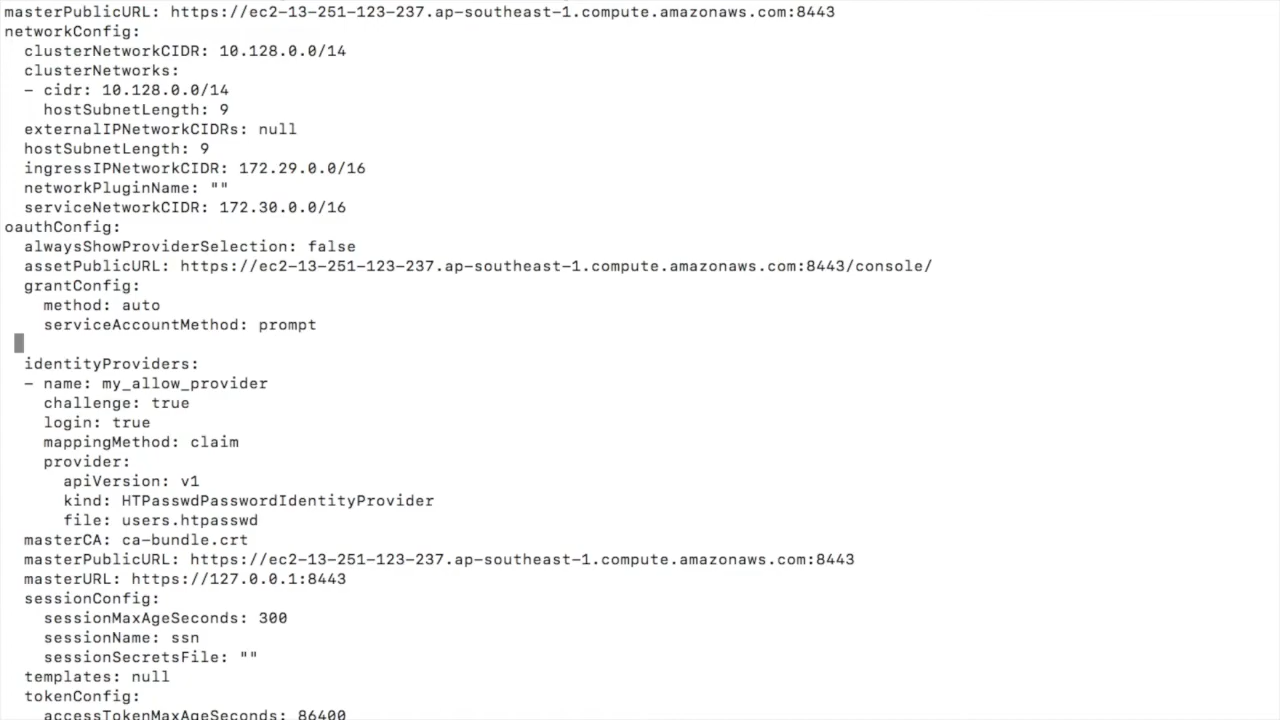 masterPublicURL: https://ec2-13-251-123-237.ap-southeast-1.compute.amazonaws.com:8443
networkConfig:
  clusterNetworkCIDR: 10.128.0.0/14
  clusterNetworks:
  - cidr: 10.128.0.0/14
    hostSubnetLength: 9
  externalIPNetworkCIDRs: null
  hostSubnetLength: 9
  ingressIPNetworkCIDR: 172.29.0.0/16
  networkPluginName: ""
  serviceNetworkCIDR: 172.30.0.0/16
oauthConfig:
  alwaysShowProviderSelection: false
  assetPublicURL: https://ec2-13-251-123-237.ap-southeast-1.compute.amazonaws.com:8443/console/
  grantConfig:
    method: auto
    serviceAccountMethod: prompt
  identityProviders:
  - name: my_allow_provider
    challenge: true
    login: true
    mappingMethod: claim
    provider:
      apiVersion: v1
      kind: HTPasswdPasswordIdentityProvider
      file: users.htpasswd
  masterCA: ca-bundle.crt
  masterPublicURL: https://ec2-13-251-123-237.ap-southeast-1.compute.amazonaws.com:8443
  masterURL: https://127.0.0.1:8443
  sessionConfig:
    sessionMaxAgeSeconds: 300
    sessionName: ssn
    sessionSecretsFile: ""
  templates: null
  tokenConfig:
    accessTokenMaxAgeSeconds: 86400